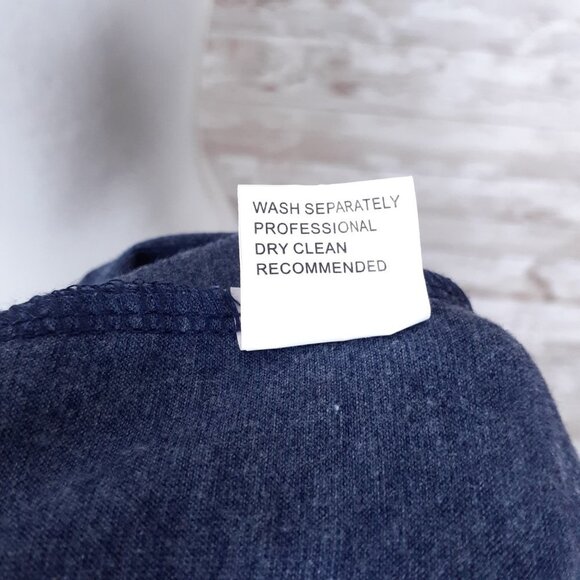 WASH SEPARATELY
PROFESSIONAL
DRY CLEAN
RECOMMENDED